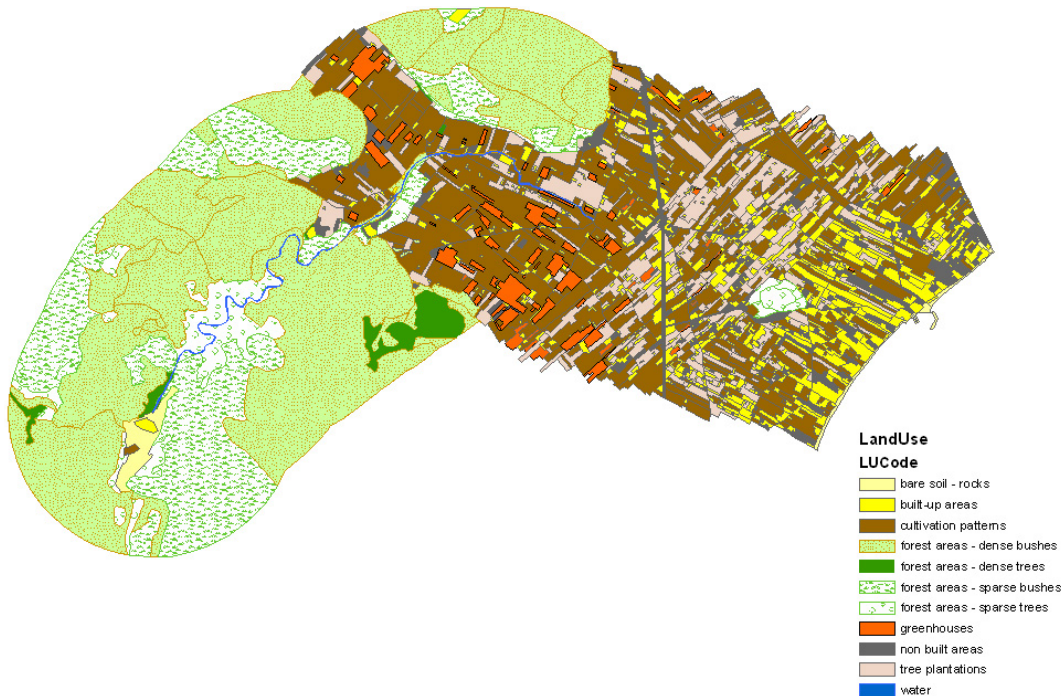 LandUse
LUCode
bare soil - rocks
built-up areas
cultivation patterns
forest areas - dense bushes
forest areas - dense trees
forest areas - sparse bushes
forest areas - sparse trees
greenhouses
non built areas
tree plantations
water